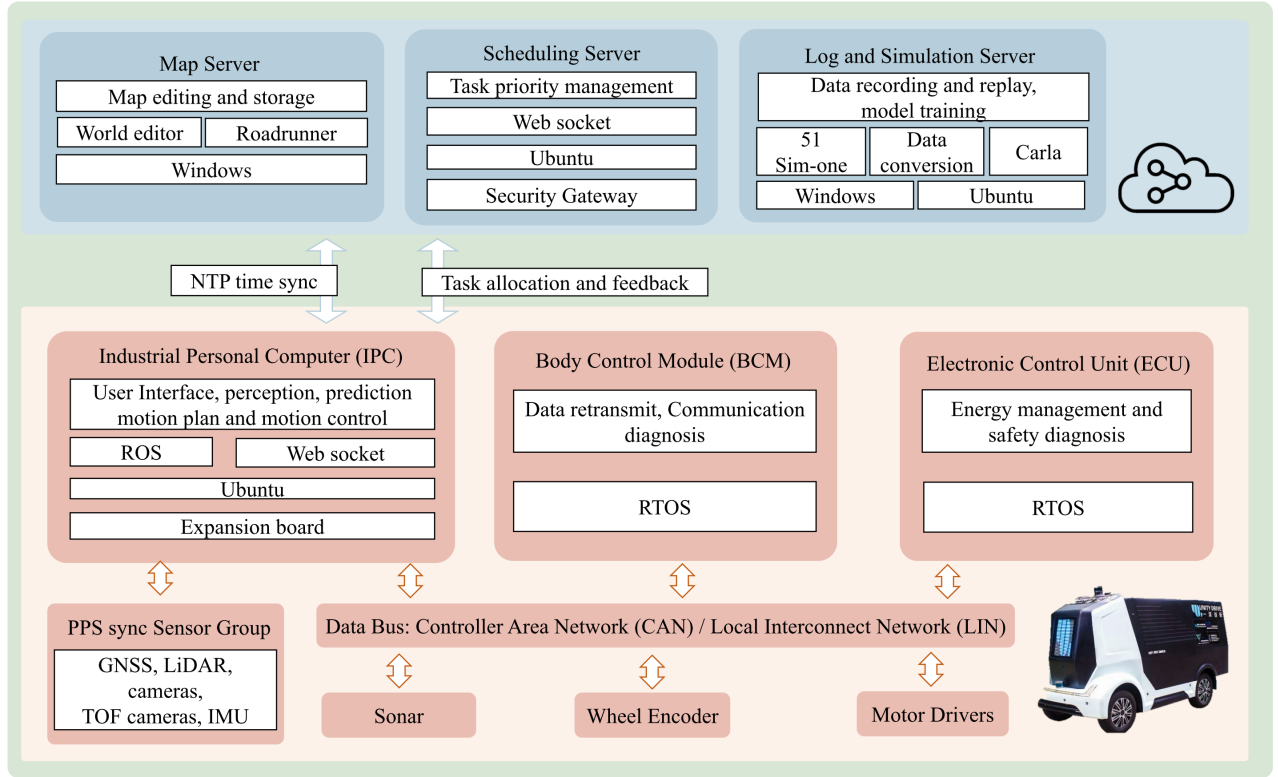 Map Server
Map editing and storage
World editor
Roadrunner
Windows
Scheduling Server
Task priority management
Web socket
Ubuntu
Security Gateway
Log and Simulation Server
Data recording and replay,
model training
51
Sim-one
Data
conversion
Carla
Windows
Ubuntu
NTP time sync
Task allocation and feedback
Industrial Personal Computer (IPC)
User Interface, perception, prediction
motion plan and motion control
ROS
Web socket
Ubuntu
Expansion board
Body Control Module (BCM)
Data retransmit, Communication
diagnosis
RTOS
Electronic Control Unit (ECU)
Energy management and
safety diagnosis
RTOS
PPS sync Sensor Group
GNSS, LiDAR,
cameras,
TOF cameras, IMU
Data Bus: Controller Area Network (CAN) / Local Interconnect Network (LIN)
Sonar
Wheel Encoder
Motor Drivers
UNITY DRIVE